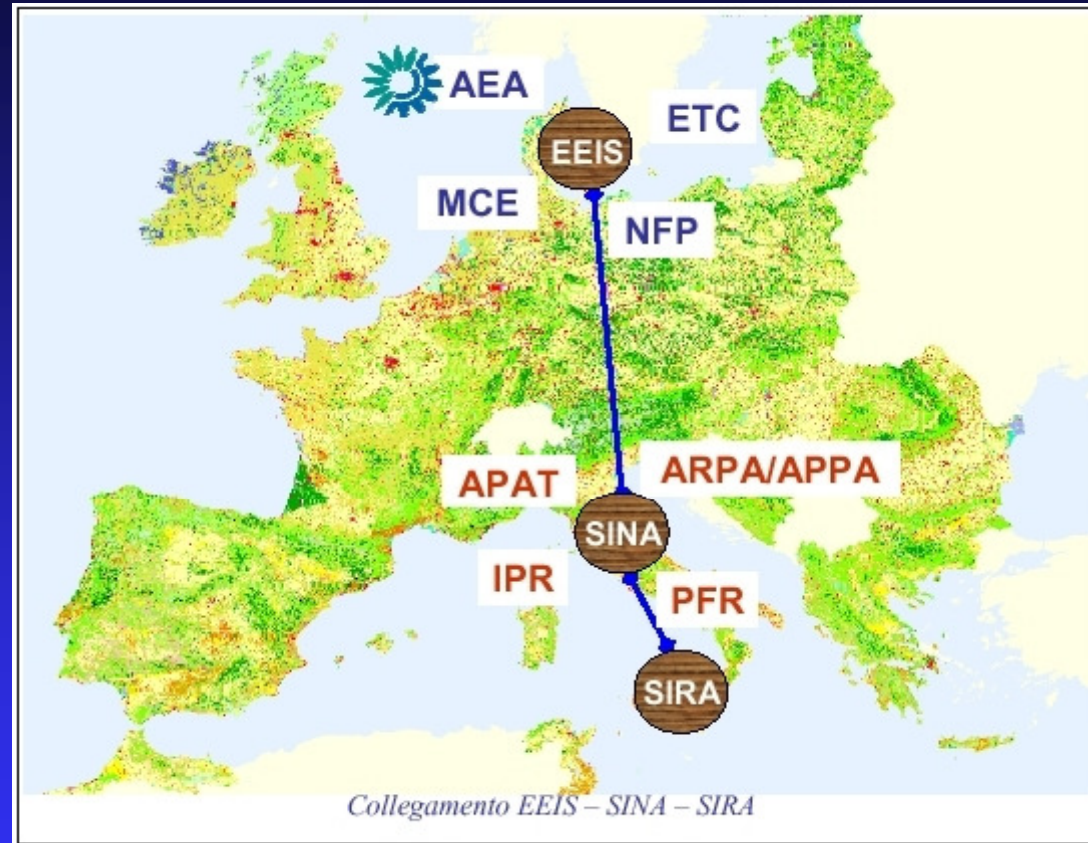 AEA
ETC
EEIS
MCE
NFP
APAT
ARPA/APPA
SINA
IPR
PFR
SIRA
Collegamento EEIS – SINA – SIRA